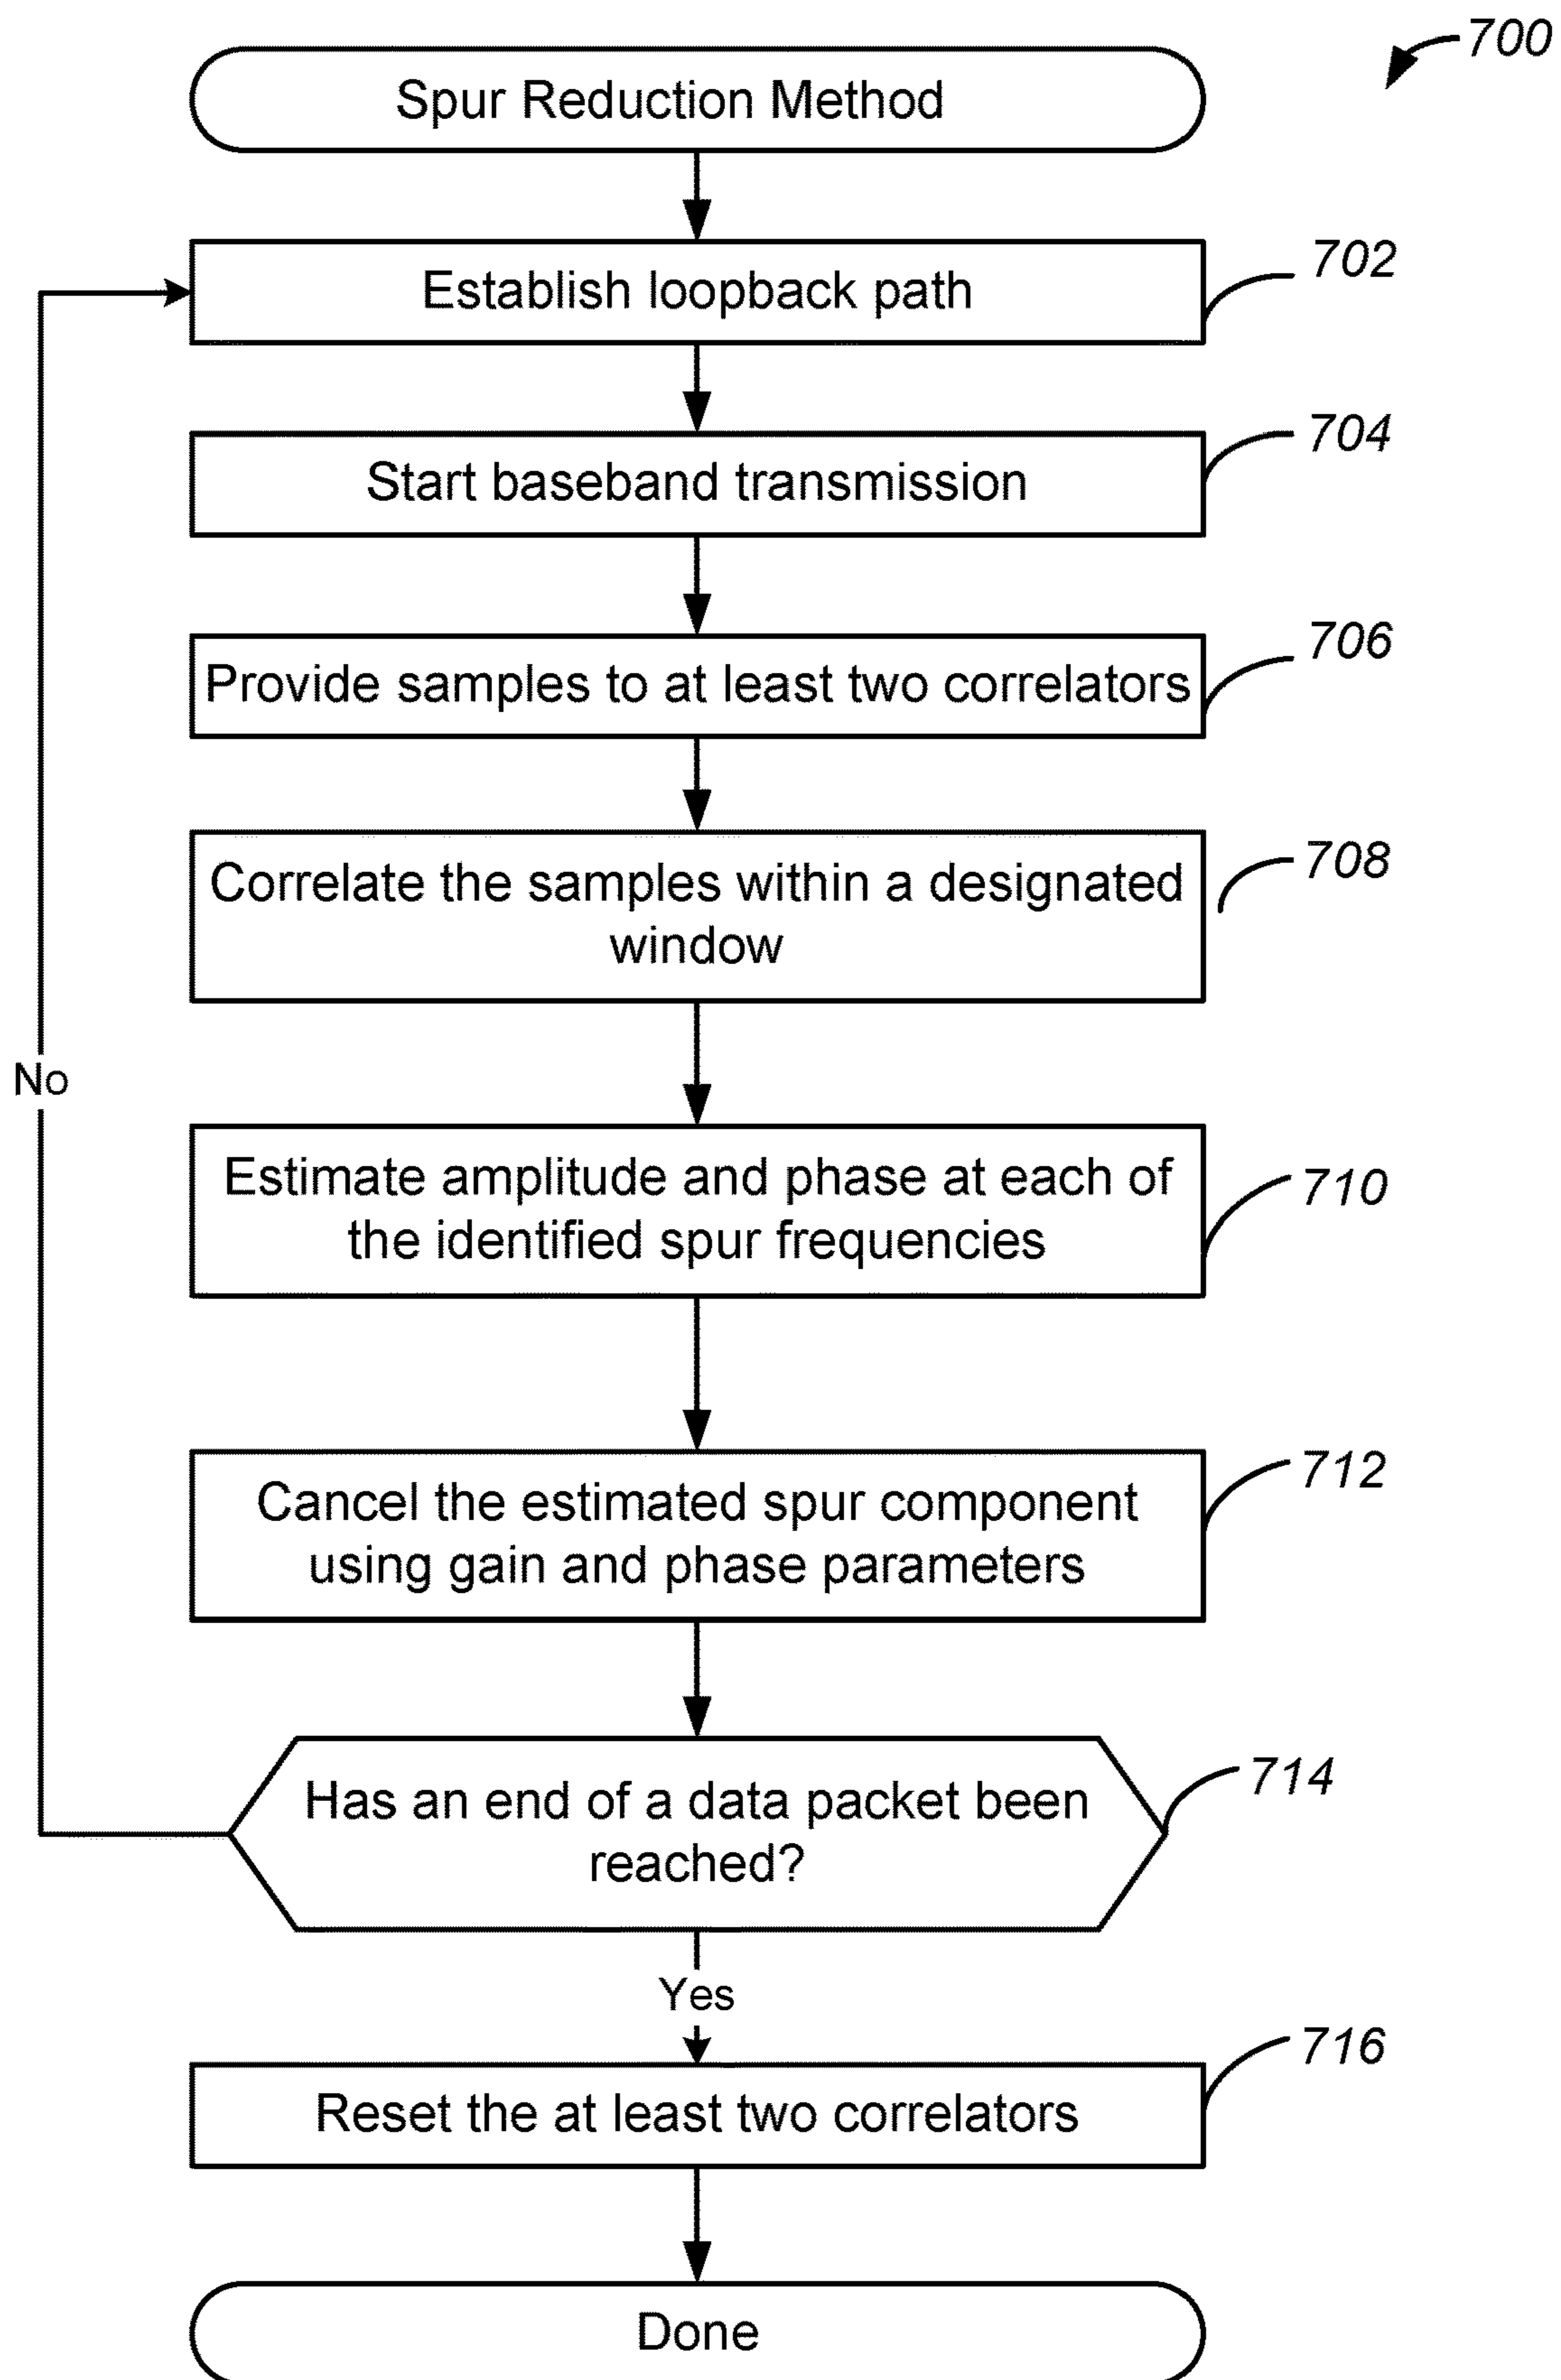 700
Spur Reduction Method
702
Establish loopback path
704
Start baseband transmission
706
Provide samples to at least two correlators
708
Correlate the samples within a designated
window
No
710
Estimate amplitude and phase at each of
the identified spur frequencies
712
Cancel the estimated spur component
using gain and phase parameters
714
Has an end of a data packet been
reached?
Yes
716
Reset the at least two correlators
Done